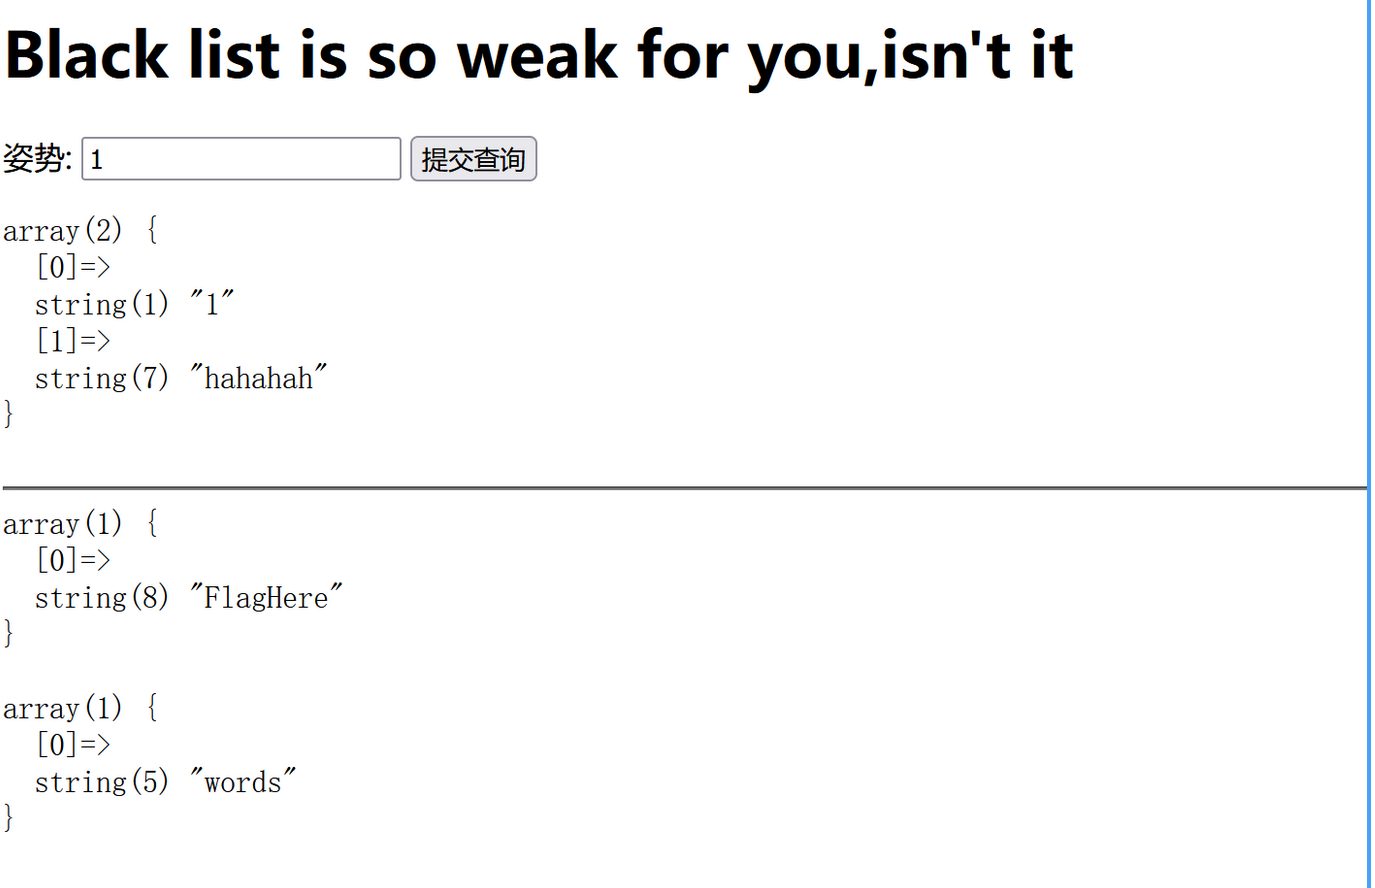 Black list is so weak for you,isn't it
姿势: 1 提交查询
array(2) {
  [0]=>
  string(1) "1"
  [1]=>
  string(7) "hahahah"
}
array(1) {
  [0]=>
  string(8) "FlagHere"
}
array(1) {
  [0]=>
  string(5) "words"
}